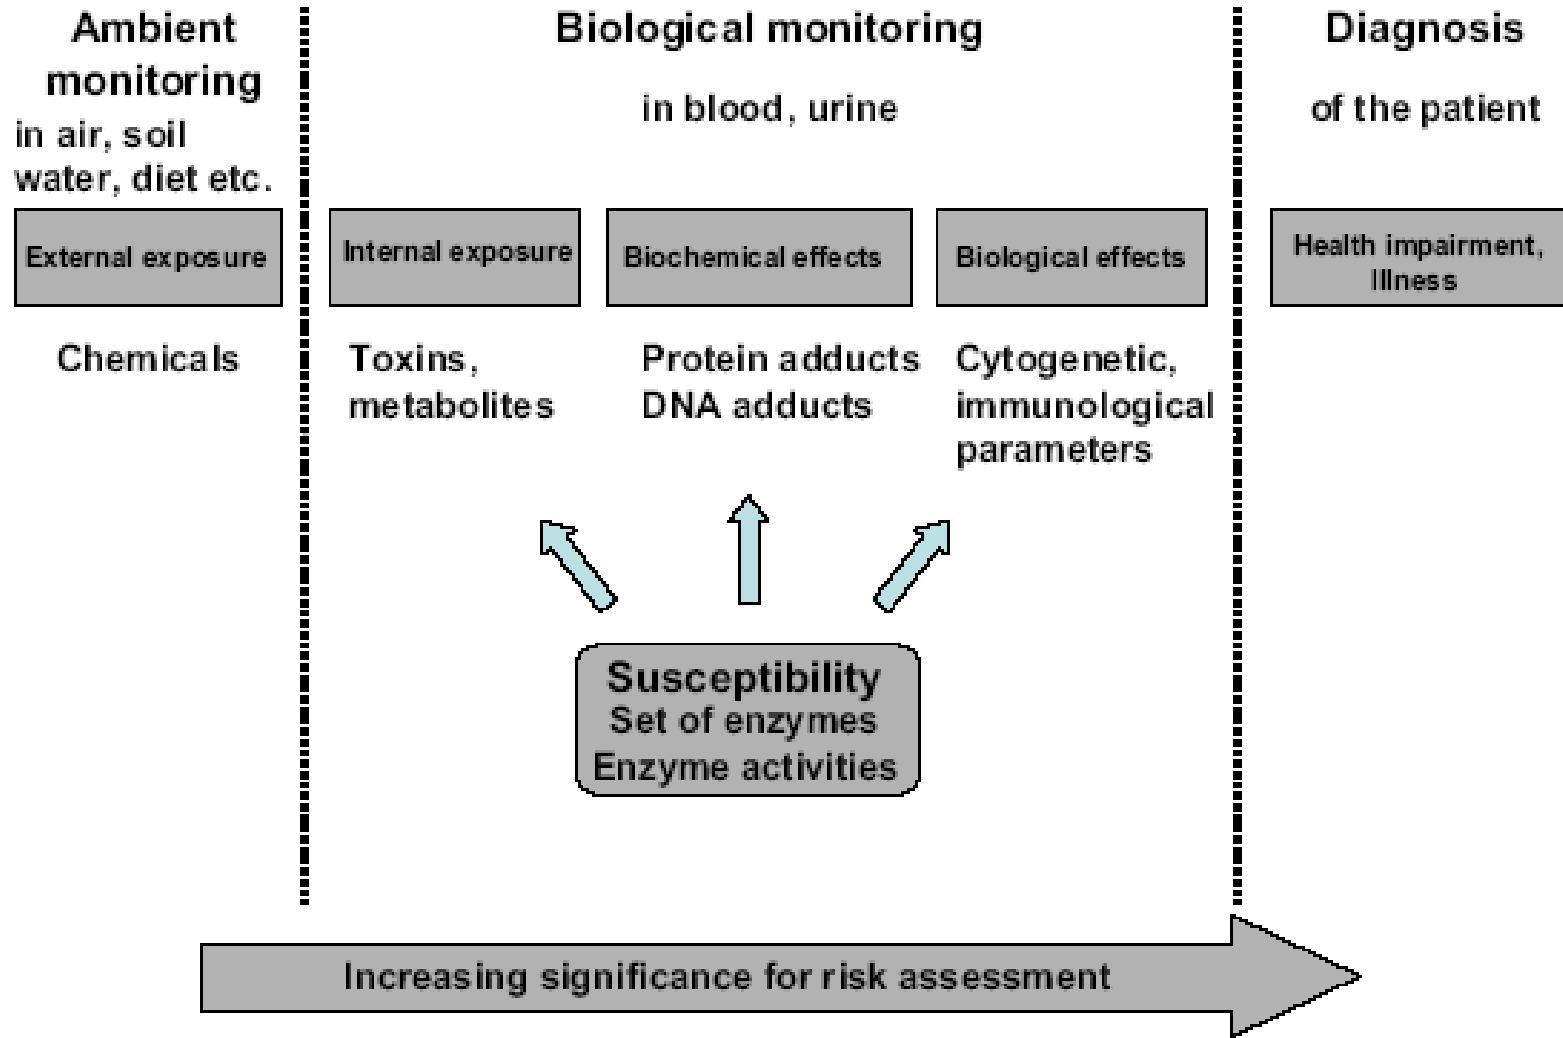 Ambient
monitoring
in air, soil
water, diet etc.
External exposure
Chemicals
Biological monitoring
in blood, urine
Internal exposure
Toxins,
metabolites
Biochemical effects
Protein adducts
DNA adducts
Biological effects
Cytogenetic,
immunological
parameters
Susceptibility
Set of enzymes
Enzyme activities
Diagnosis
of the patient
Health impairment,
Illness
Increasing significance for risk assessment